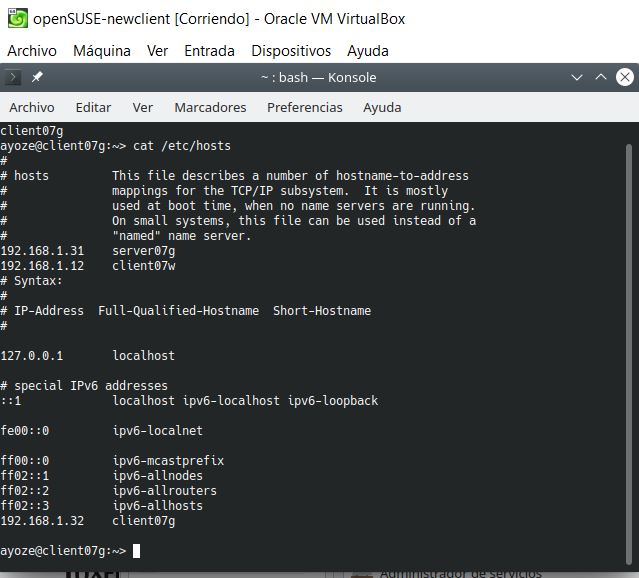 openSUSE-newclient [Corriendo] - Oracle VM VirtualBox
Archivo Máquina Ver Entrada Dispositivos Ayuda
~ : bash — Konsole
Archivo Editar Ver Marcadores Preferencias Ayuda
client07g
ayoze@client07g:~> cat /etc/hosts
#
# hosts         This file describes a number of hostname-to-address
#               mappings for the TCP/IP subsystem.  It is mostly
#               used at boot time, when no name servers are running.
#               On small systems, this file can be used instead of a
#               "named" name server.
192.168.1.31    server07g
192.168.1.12    client07w
# Syntax:
#
# IP-Address  Full-Qualified-Hostname  Short-Hostname
#
127.0.0.1       localhost
# special IPv6 addresses
::1             localhost ipv6-localhost ipv6-loopback
fe00::0         ipv6-localnet
ff00::0         ipv6-mcastprefix
ff02::1         ipv6-allnodes
ff02::2         ipv6-allrouters
ff02::3         ipv6-allhosts
192.168.1.32    client07g
ayoze@client07g:~>
Administrador de servicios